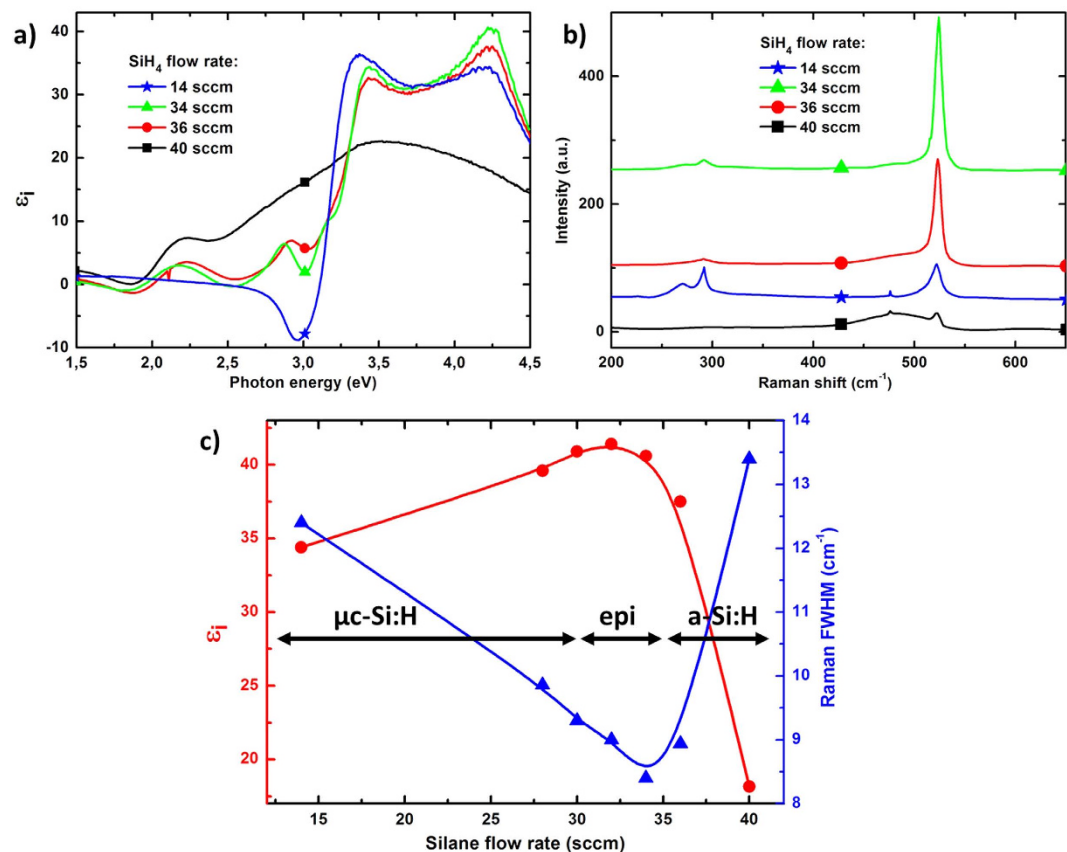 a)
SiH4 flow rate:
14 sccm
34 sccm
36 sccm
40 sccm
εi
40
30
20
10
0
-10
1,5
2,0
2,5
3,0
3,5
4,0
4,5
Photon energy (eV)
b)
SiH4 flow rate:
14 sccm
34 sccm
36 sccm
40 sccm
Intensity (a.u.)
400
200
0
200
300
400
500
600
Raman shift (cm-1)
c)
εi
40
35
30
25
20
μc-Si:H
epi
a-Si:H
14
13
12
11
10
9
8
Raman FWHM (cm-1)
15
20
25
30
35
40
Silane flow rate (sccm)